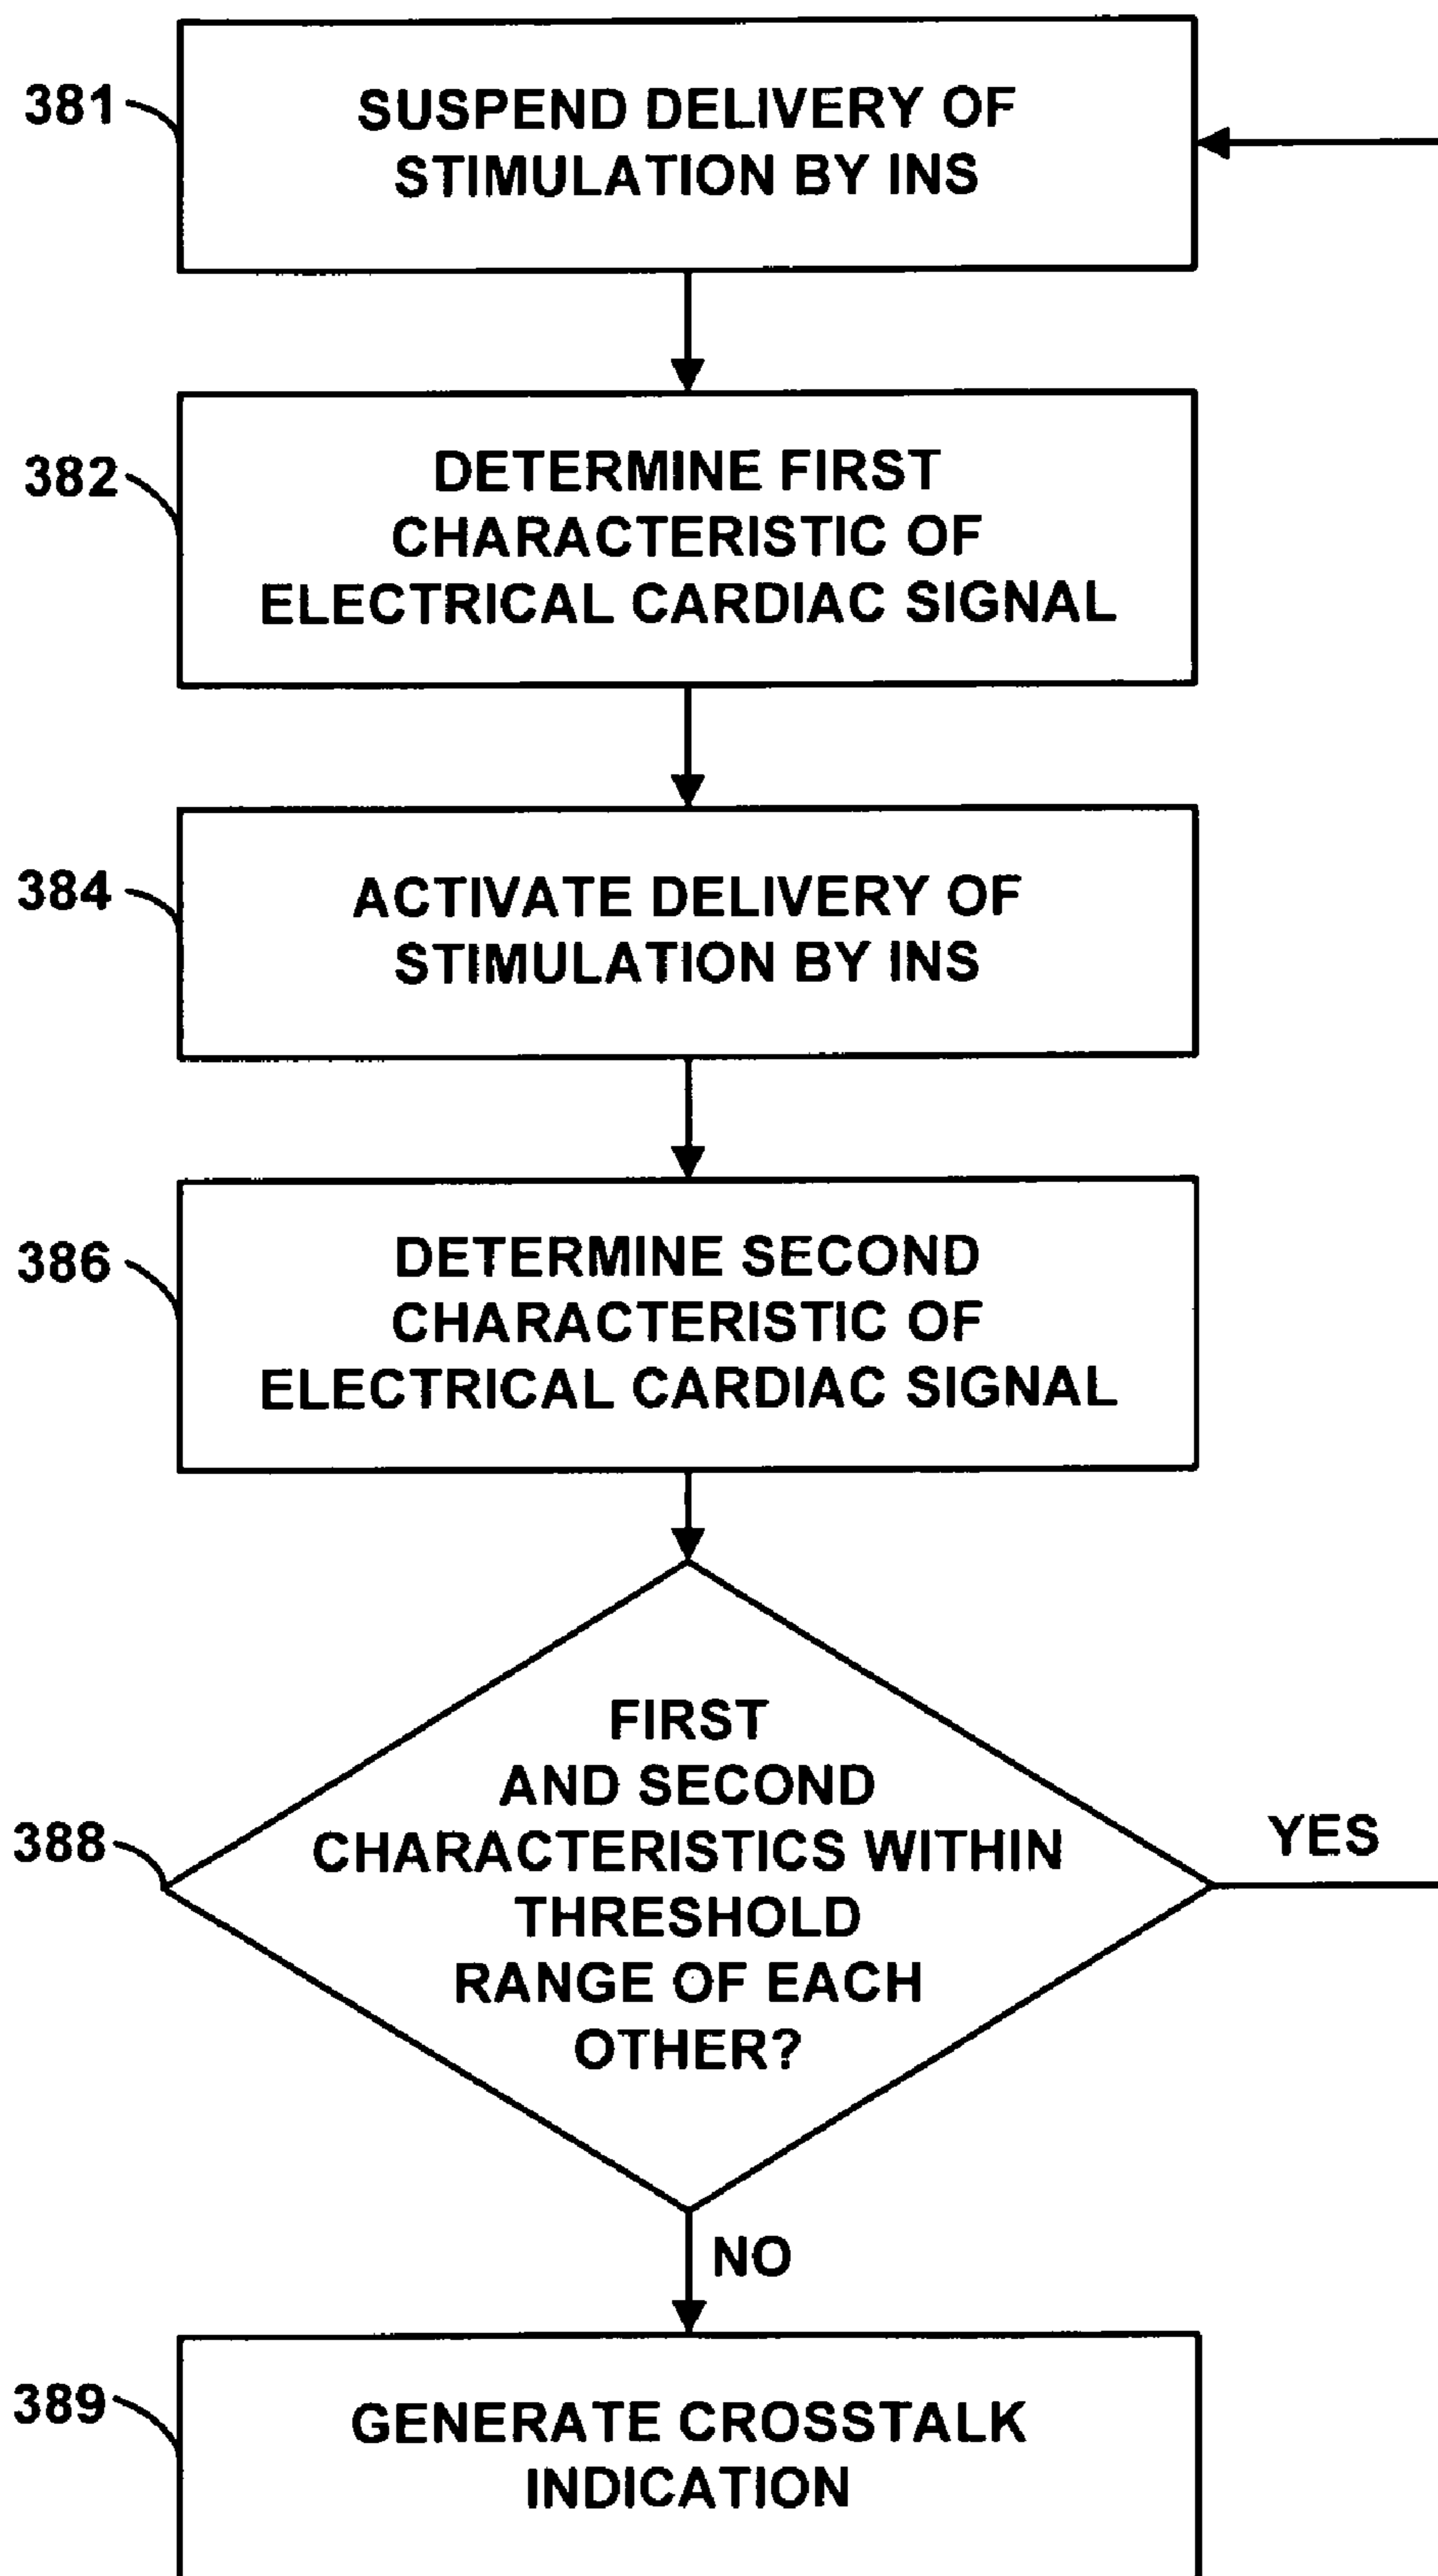 381
SUSPEND DELIVERY OF
STIMULATION BY INS
382
DETERMINE FIRST
CHARACTERISTIC OF
ELECTRICAL CARDIAC SIGNAL
384
ACTIVATE DELIVERY OF
STIMULATION BY INS
386
DETERMINE SECOND
CHARACTERISTIC OF
ELECTRICAL CARDIAC SIGNAL
388
FIRST
AND SECOND
CHARACTERISTICS WITHIN
THRESHOLD
RANGE OF EACH
OTHER?
YES
NO
389
GENERATE CROSSTALK
INDICATION